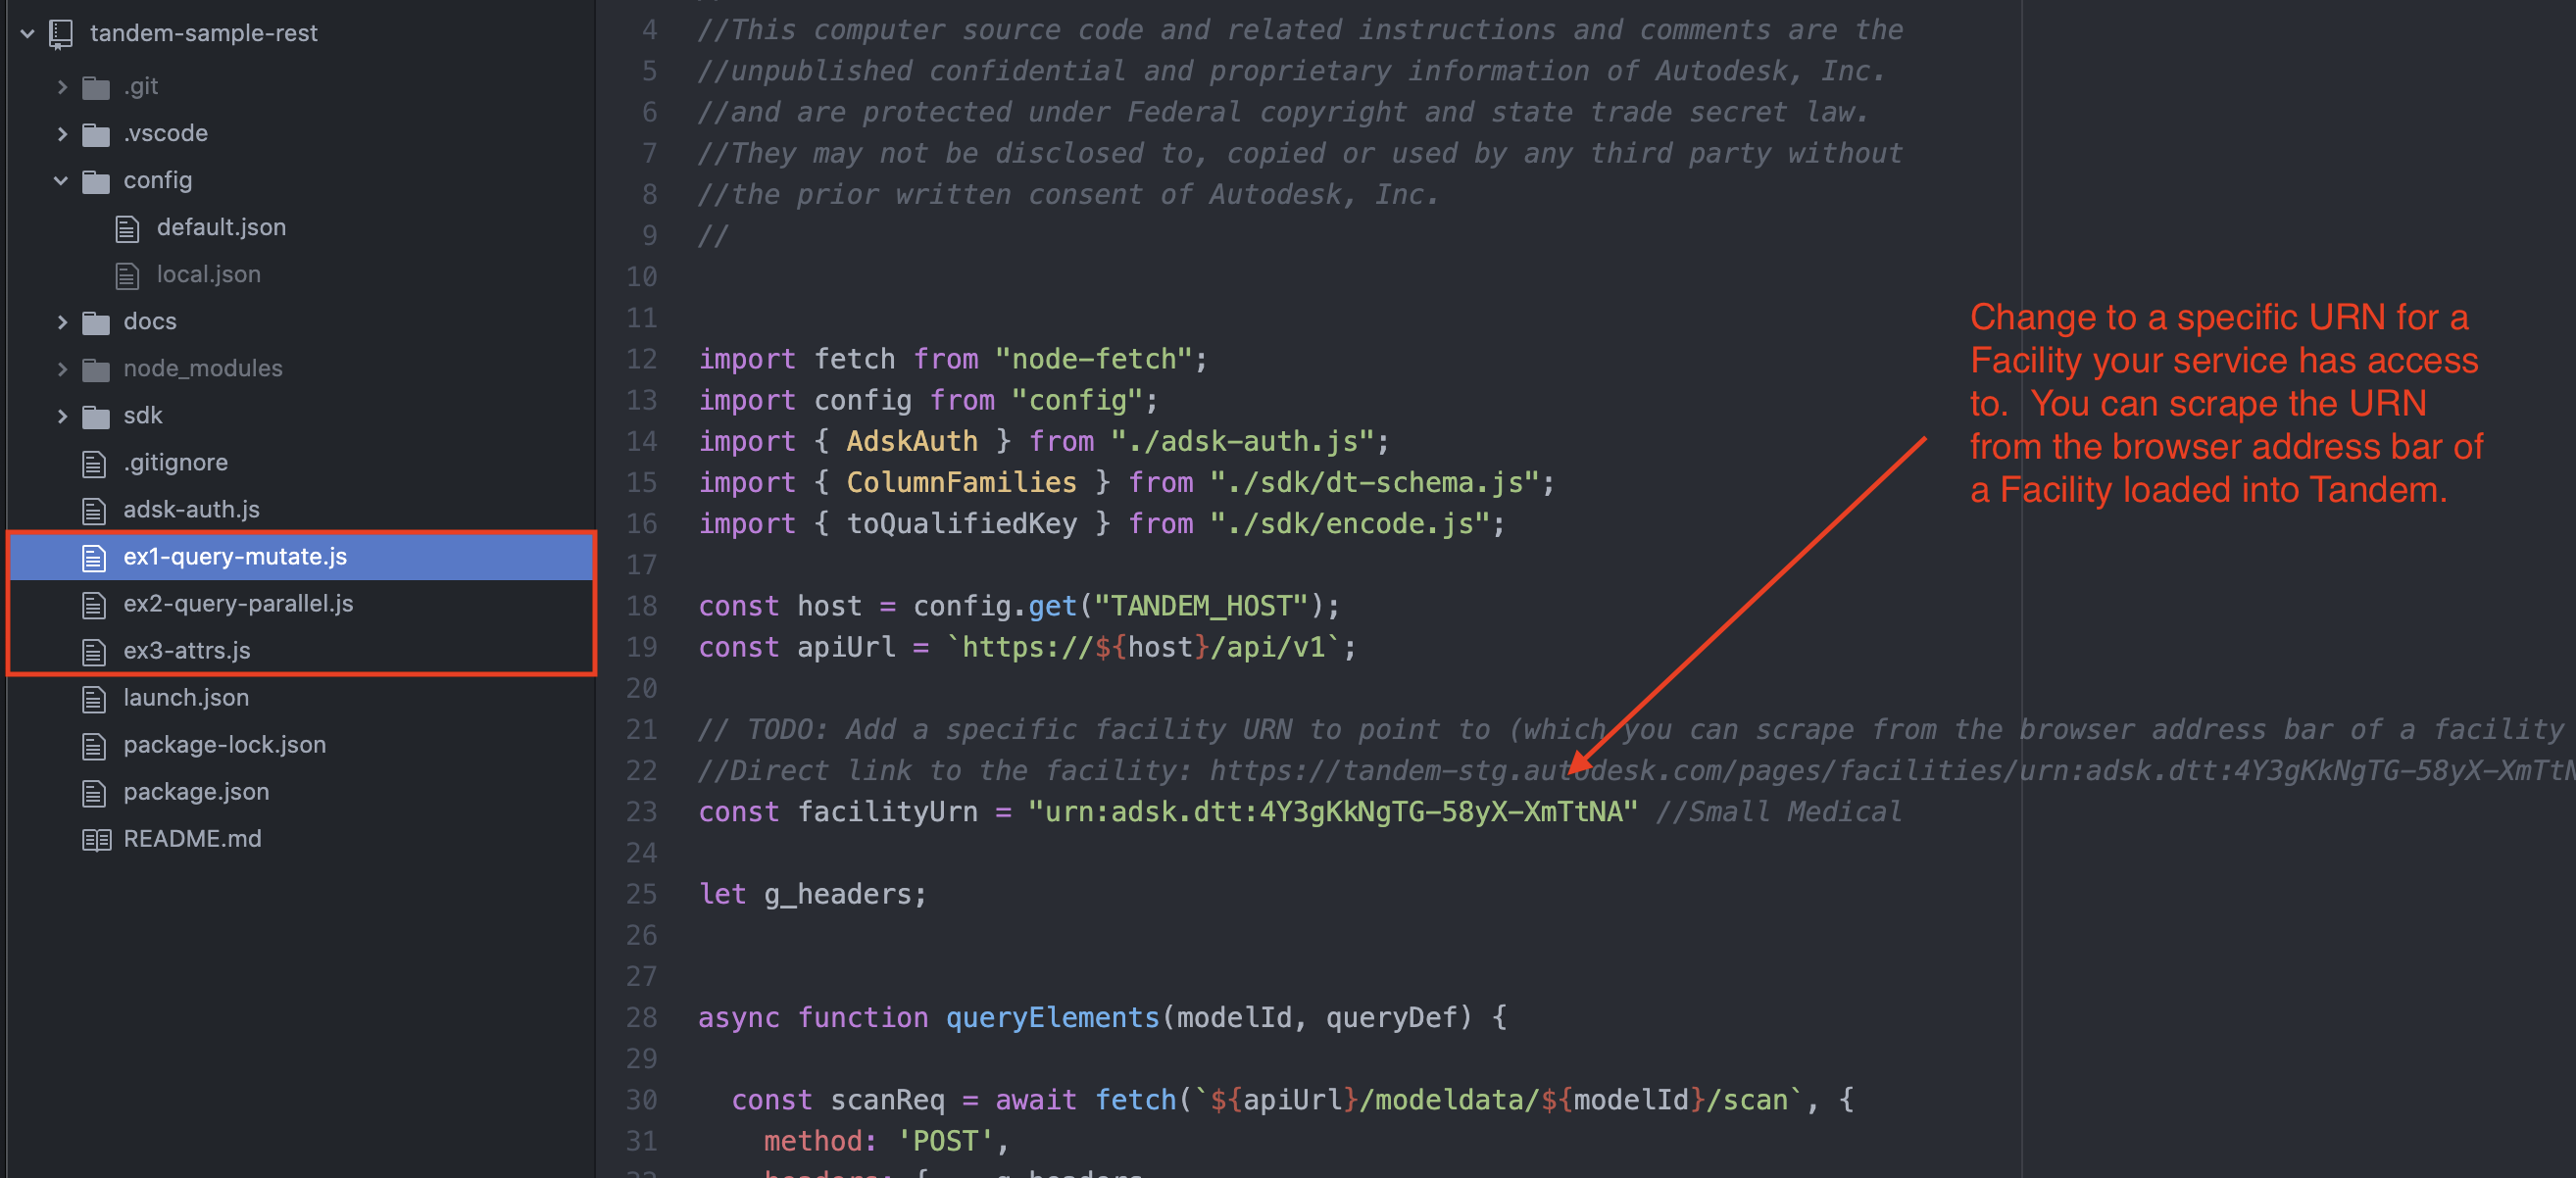 tandem-sample-rest
.git
.vscode
config
default.json
local.json
docs
node_modules
sdk
.gitignore
adsk-auth.js
ex1-query-mutate.js
ex2-query-parallel.js
ex3-attrs.js
launch.json
package-lock.json
package.json
README.md
4 //This computer source code and related instructions and comments are the
5 //unpublished confidential and proprietary information of Autodesk, Inc.
6 //and are protected under Federal copyright and state trade secret law.
7 //They may not be disclosed to, copied or used by any third party without
8 //the prior written consent of Autodesk, Inc.
9 //
10
11
12 import fetch from "node-fetch";
13 import config from "config";
14 import { AdskAuth } from "./adsk-auth.js";
15 import { ColumnFamilies } from "./sdk/dt-schema.js";
16 import { toQualifiedKey } from "./sdk/encode.js";
17
18 const host = config.get("TANDEM_HOST");
19 const apiUrl = `https://${host}/api/v1`;
20
21 // TODO: Add a specific facility URN to point to (which you can scrape from the browser address bar of a facility
22 //Direct link to the facility: https://tandem-stg.autodesk.com/pages/facilities/urn:adsk.dtt:4Y3gKkNgTG-58yX-XmTtN
23 const facilityUrn = "urn:adsk.dtt:4Y3gKkNgTG-58yX-XmTtNA" //Small Medical
24
25 let g_headers;
26
27
28 async function queryElements(modelId, queryDef) {
29
30 const scanReq = await fetch(`${apiUrl}/modeldata/${modelId}/scan`, {
31 method: 'POST',
Change to a specific URN for a
Facility your service has access
to. You can scrape the URN
from the browser address bar of
a Facility loaded into Tandem.